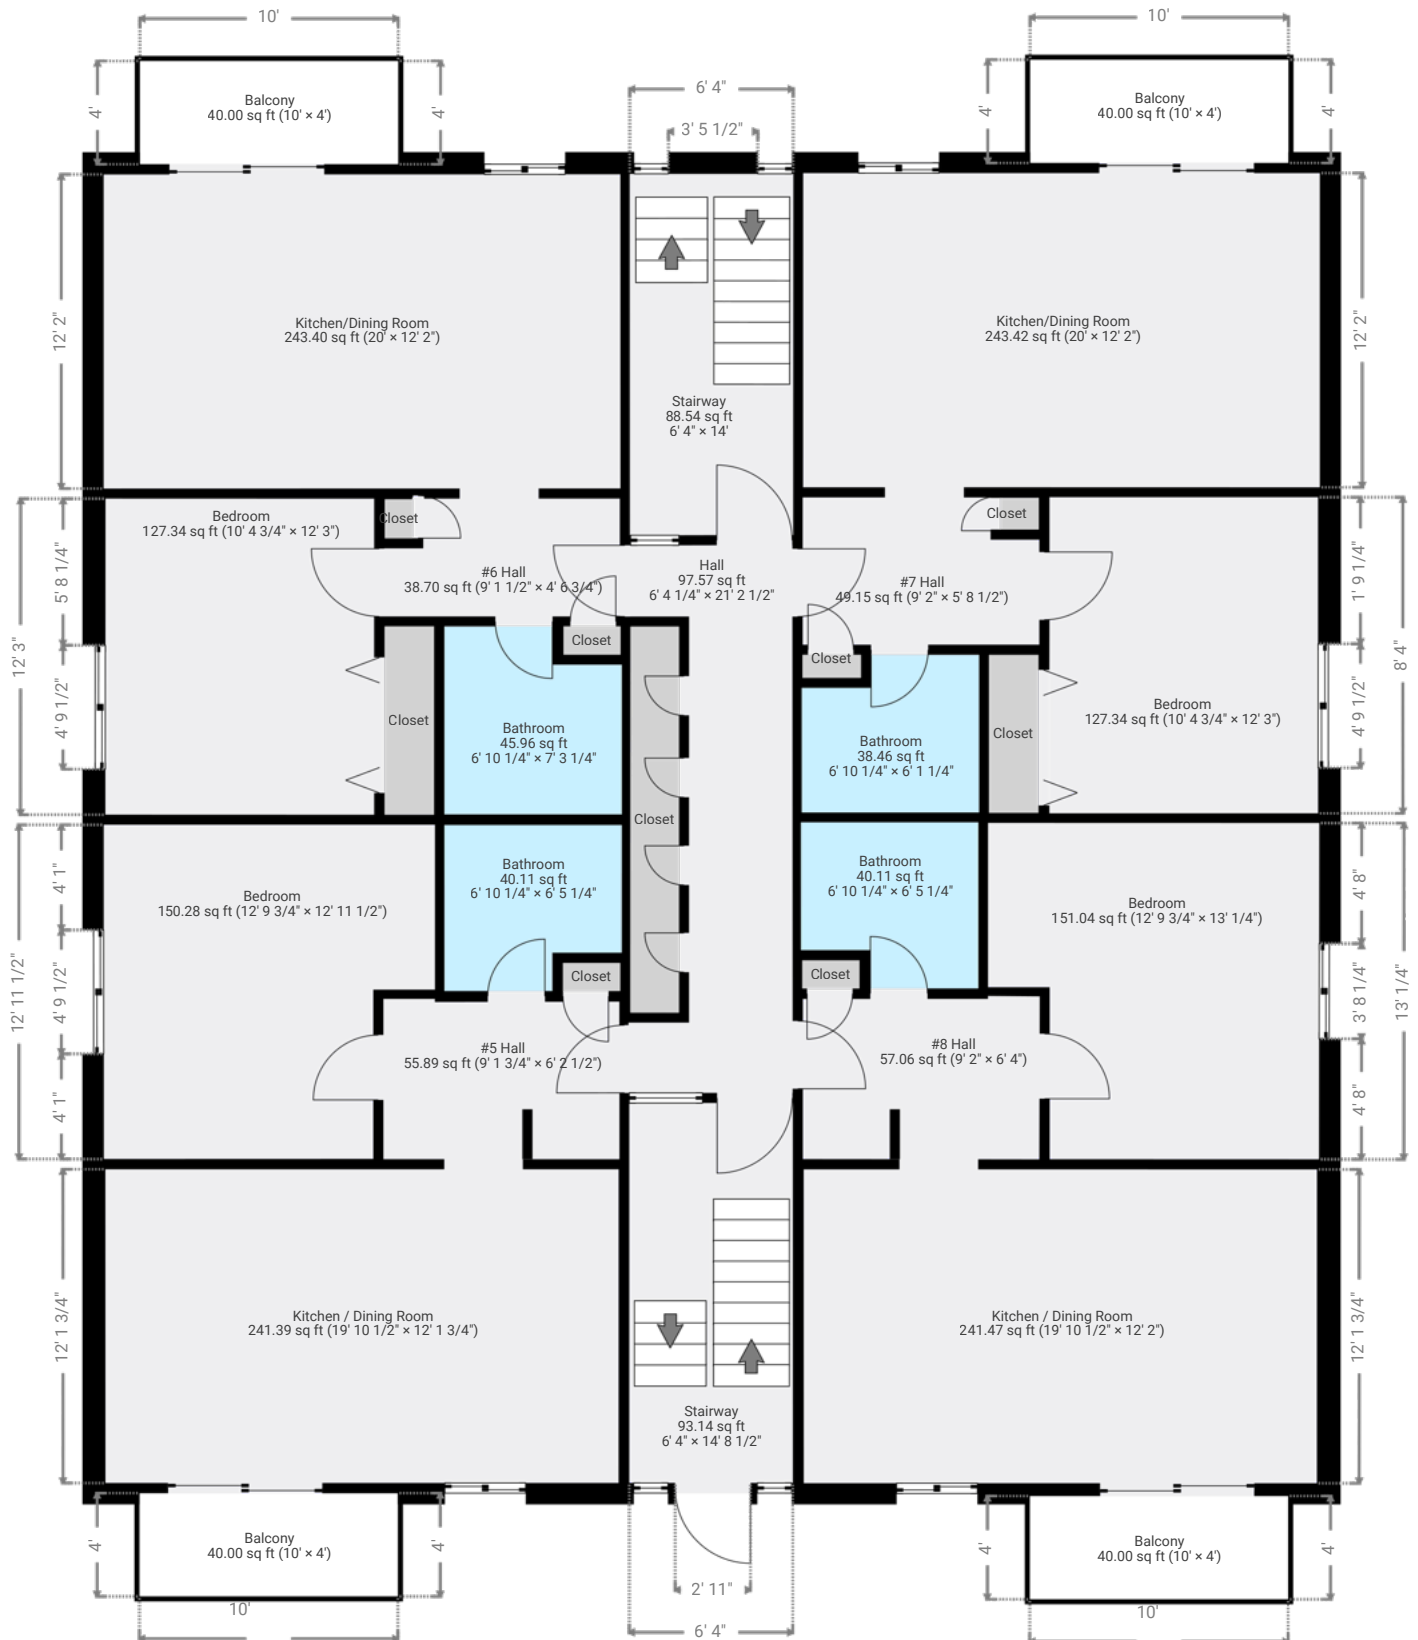 10'
10'
Balcony
40.00 sq ft (10' × 4')
4'
4'
6' 4"
3' 5 1/2"
Balcony
40.00 sq ft (10' × 4')
4'
4'
12' 2"
Kitchen/Dining Room
243.40 sq ft (20' × 12' 2")
Stairway
88.54 sq ft
6' 4" × 14'
Kitchen/Dining Room
243.42 sq ft (20' × 12' 2")
12' 2"
Bedroom
127.34 sq ft (10' 4 3/4" × 12' 3")
Closet
Closet
5' 8 1/4"
#6 Hall
38.70 sq ft (9' 1 1/2" × 4' 6 3/4")
Hall
97.57 sq ft
6' 4 1/4" × 21' 2 1/2"
#7 Hall
49.15 sq ft (9' 2" × 5' 8 1/2")
1' 9 1/4"
12' 3"
Closet
Closet
8' 4"
4' 9 1/2"
Closet
Bathroom
45.96 sq ft
6' 10 1/4" × 7' 3 1/4"
Bathroom
38.46 sq ft
6' 10 1/4" × 6' 1 1/4"
Closet
Bedroom
127.34 sq ft (10' 4 3/4" × 12' 3")
4' 9 1/2"
Closet
4' 1"
Bedroom
150.28 sq ft (12' 9 3/4" × 12' 11 1/2")
Bathroom
40.11 sq ft
6' 10 1/4" × 6' 5 1/4"
Bathroom
40.11 sq ft
6' 10 1/4" × 6' 5 1/4"
Bedroom
151.04 sq ft (12' 9 3/4" × 13' 1/4")
4' 8"
12' 11 1/2"
4' 9 1/2"
Closet
Closet
3' 8 1/4"
13' 1/4"
#5 Hall
55.89 sq ft (9' 1 3/4" × 6' 2 1/2")
#8 Hall
57.06 sq ft (9' 2" × 6' 4")
4' 1"
4' 8"
12' 1 3/4"
Kitchen / Dining Room
241.39 sq ft (19' 10 1/2" × 12' 1 3/4")
Kitchen / Dining Room
241.47 sq ft (19' 10 1/2" × 12' 2")
12' 1 3/4"
Stairway
93.14 sq ft
6' 4" × 14' 8 1/2"
4'
Balcony
40.00 sq ft (10' × 4')
4'
4'
Balcony
40.00 sq ft (10' × 4')
4'
2' 11"
10'
6' 4"
10'